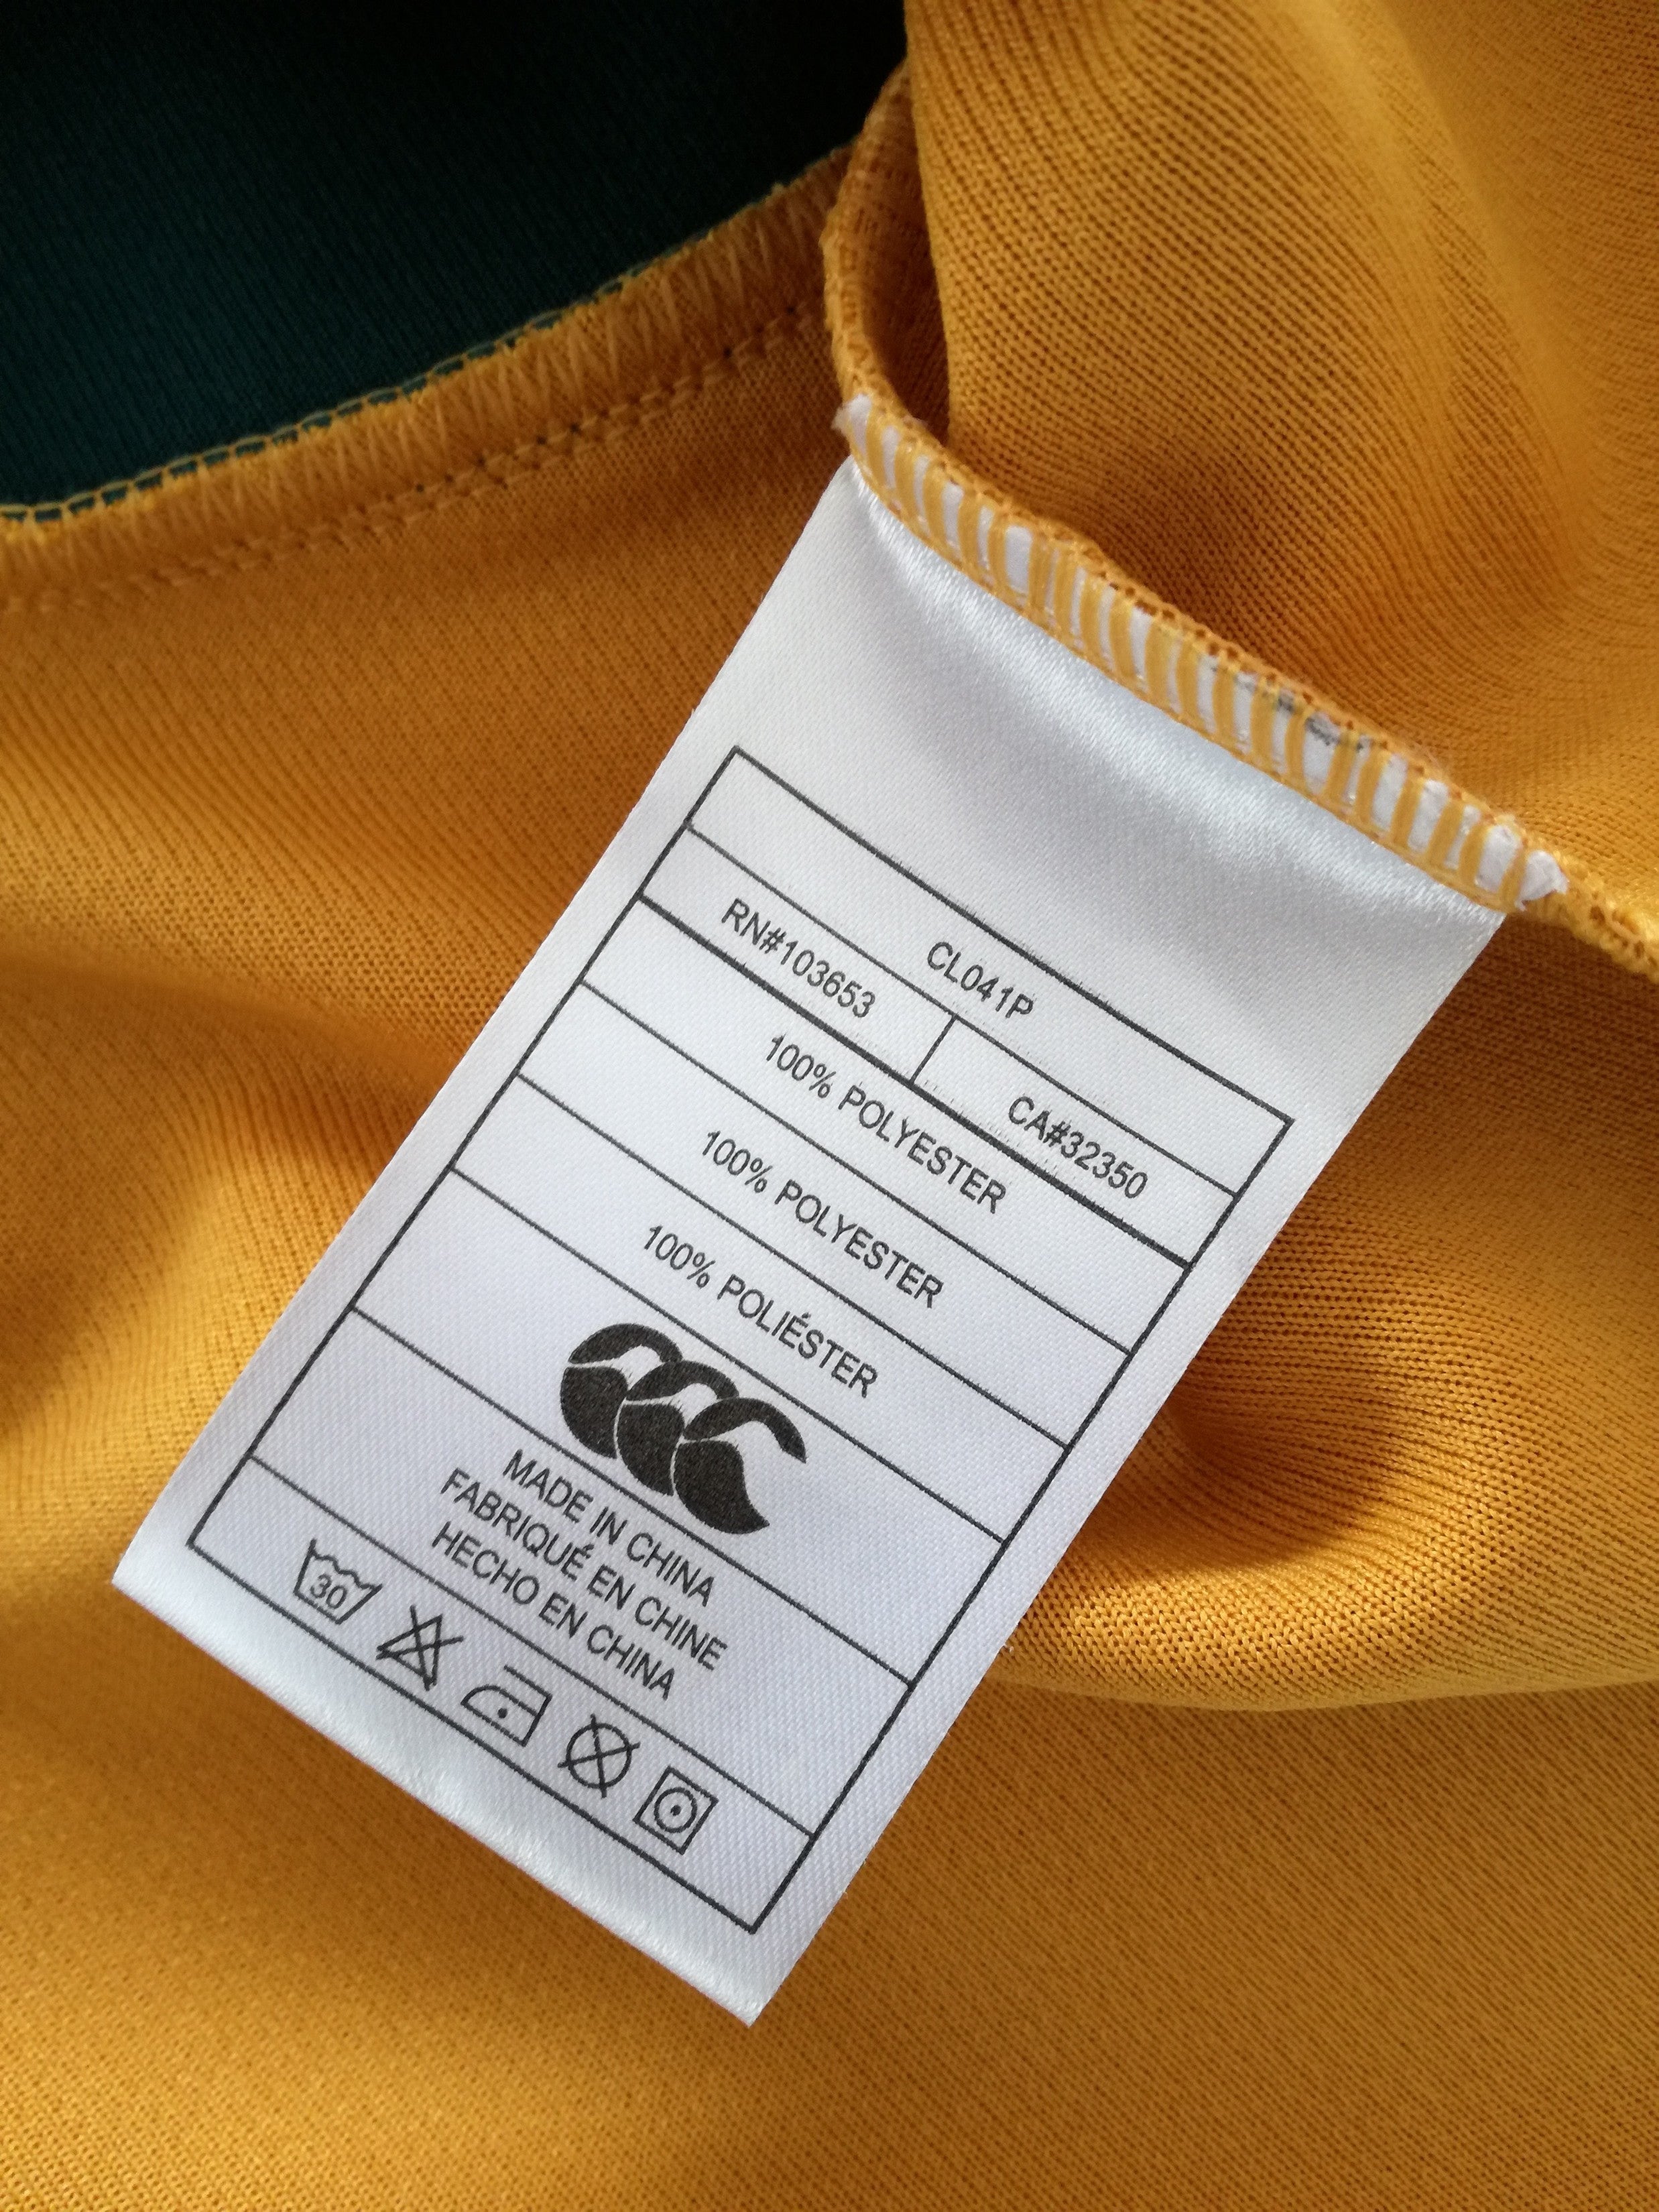 CL041P
RN#103653 CA#32350
100% POLYESTER
100% POLYESTER
100% POLIÉSTER
MADE IN CHINA
FABRIQUÉ EN CHINE
HECHO EN CHINA
30